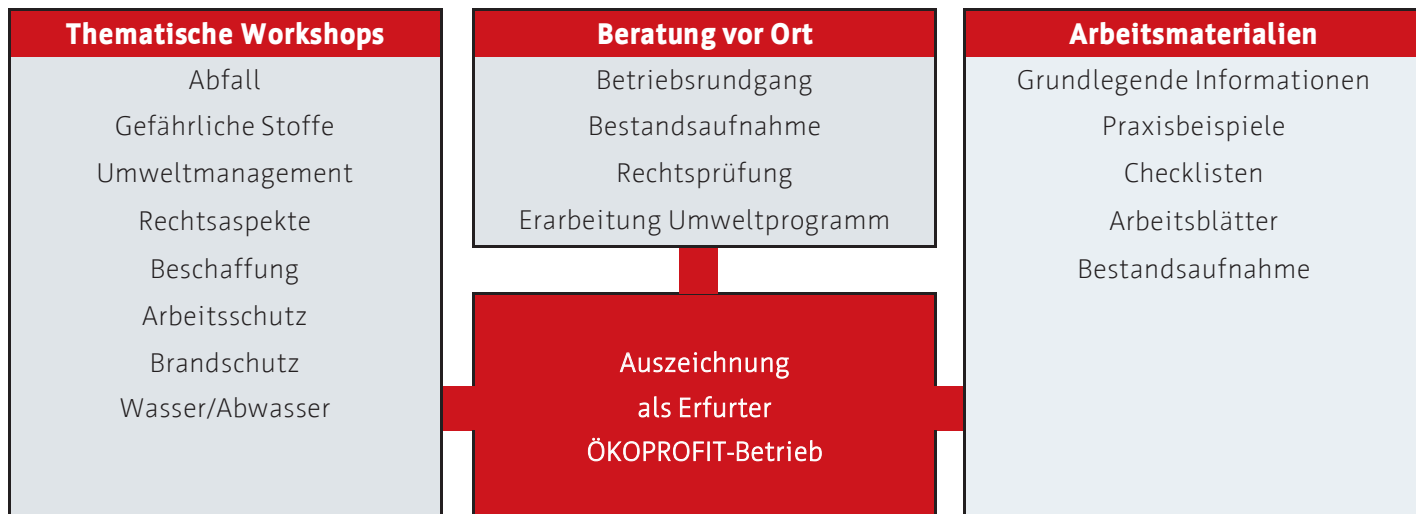 Thematische Workshops
Abfall
Gefährliche Stoffe
Umweltmanagement
Rechtsaspekte
Beschaffung
Arbeitsschutz
Brandschutz
Wasser/Abwasser
Beratung vor Ort
Betriebsrundgang
Bestandsaufnahme
Rechtsprüfung
Erarbeitung Umweltprogramm
Auszeichnung
als Erfurter
ÖKOPROFIT-Betrieb
Arbeitsmaterialien
Grundlegende Informationen
Praxisbeispiele
Checklisten
Arbeitsblätter
Bestandsaufnahme